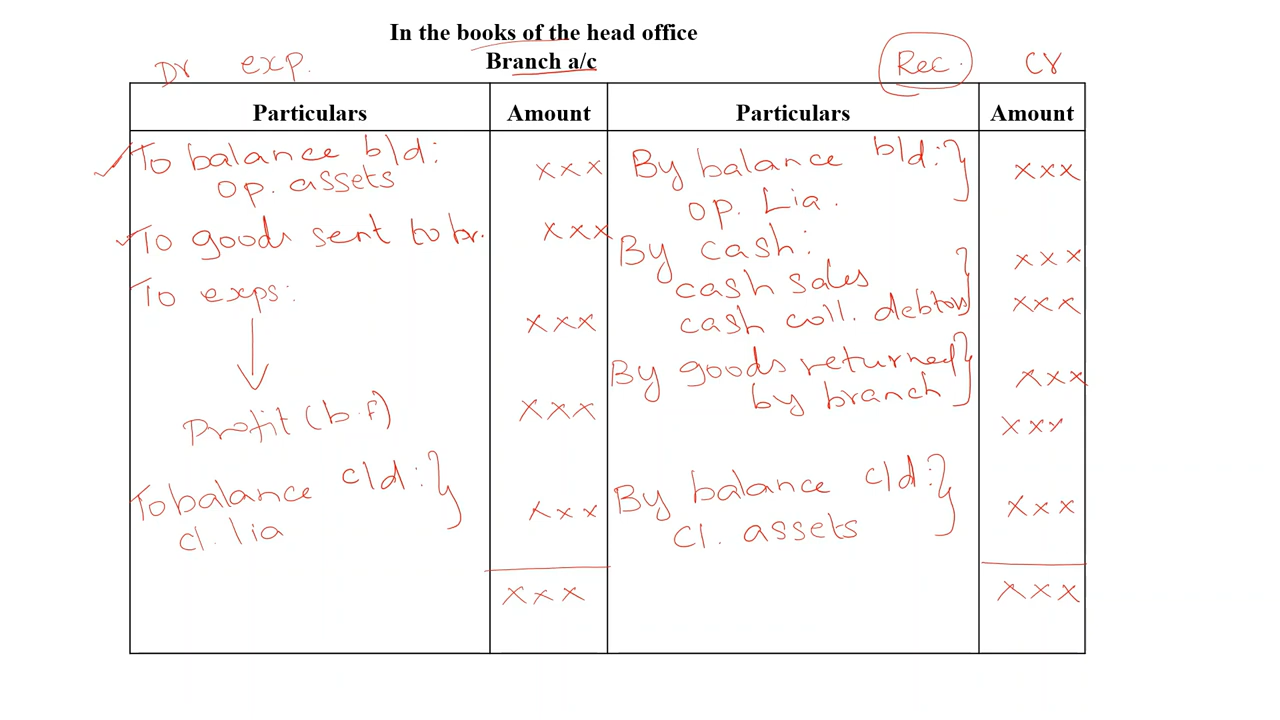 In the books of the head office
Branch a/c
Dr exp. Rec. Cr
Particulars Amount Particulars Amount
To balance b/d: xxx By balance b/d: xxx
op. assets op. Lia.
To goods sent to br. xxx By cash:
cash sales xxx
To exps: xxx cash coll. debtors xxx
By goods returned xxx
by branch
Profit (b.f) xxx xxx
To balance c/d: xxx By balance c/d: xxx
cl. lia cl. assets
xxx xxx